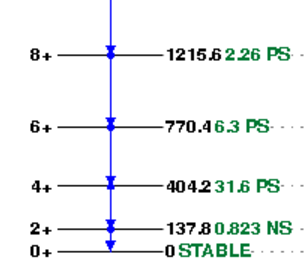 8+ 1215.6 2.26 PS
6+ 770.4 6.3 PS
4+ 404.2 31.6 PS
2+ 137.8 0.823 NS
0+ 0 STABLE